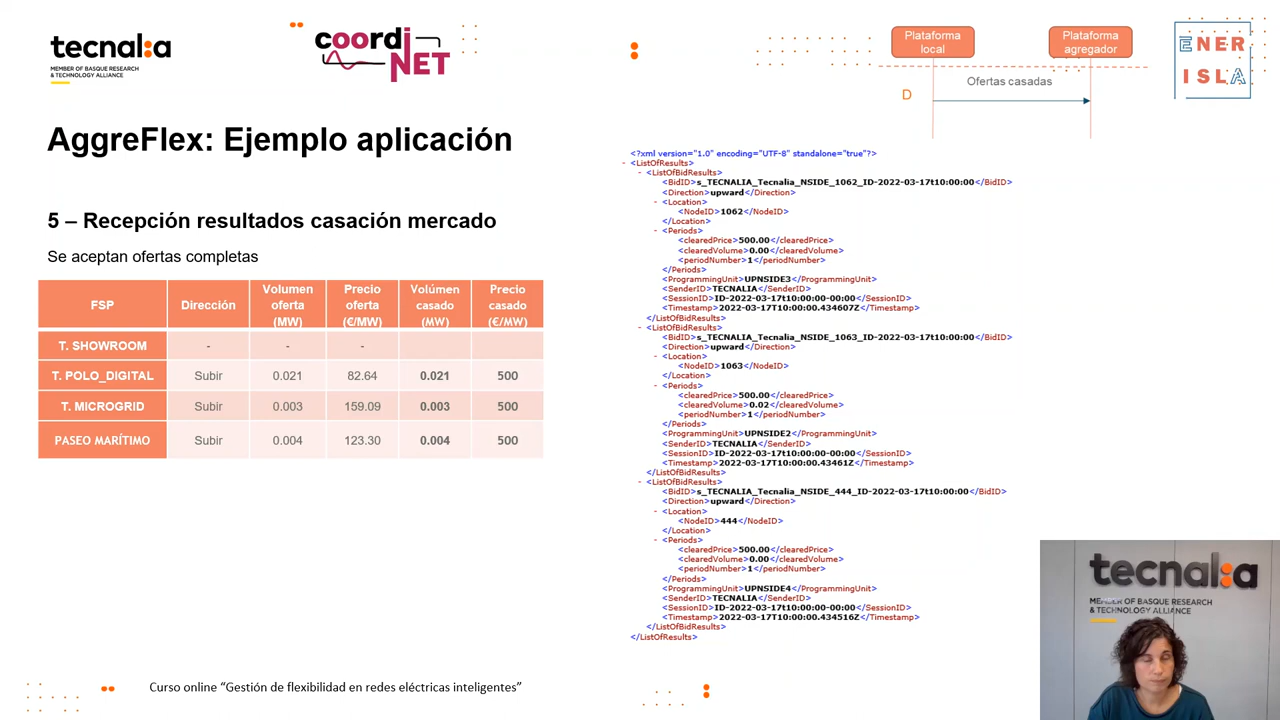 tecnalia
MEMBER OF BASQUE RESEARCH
& TECHNOLOGY ALLIANCE
coordi
NET
Plataforma
local
Plataforma
agregador
Ofertas casadas
D
ENER
ISLA
AggreFlex: Ejemplo aplicación
5 – Recepción resultados casación mercado
Se aceptan ofertas completas
FSP Dirección Volumen oferta (MW) Precio oferta (€/MW) Volúmen casado (MW) Precio casado (€/MW)
T. SHOWROOM - - -
T. POLO_DIGITAL Subir 0.021 82.64 0.021 500
T. MICROGRID Subir 0.003 159.09 0.003 500
PASEO MARÍTIMO Subir 0.004 123.30 0.004 500
<?xml version="1.0" encoding="UTF-8" standalone="true"?>
- <ListOfResults>
- <ListOfBidResults>
<BidID>s_TECNALIA_Tecnalia_NSIDE_1062_ID-2022-03-17t10:00:00</BidID>
<Direction>upward</Direction>
- <Location>
<NodeID>1062</NodeID>
</Location>
- <Periods>
<clearedPrice>500.00</clearedPrice>
<clearedVolume>0.00</clearedVolume>
<periodNumber>1</periodNumber>
</Periods>
<ProgrammingUnit>UPNSIDE3</ProgrammingUnit>
<SenderID>TECNALIA</SenderID>
<SessionID>ID-2022-03-17t10:00:00-00:00</SessionID>
<Timestamp>2022-03-17T10:00:00.434607Z</Timestamp>
</ListOfBidResults>
- <ListOfBidResults>
<BidID>s_TECNALIA_Tecnalia_NSIDE_1063_ID-2022-03-17t10:00:00</BidID>
<Direction>upward</Direction>
- <Location>
<NodeID>1063</NodeID>
</Location>
- <Periods>
<clearedPrice>500.00</clearedPrice>
<clearedVolume>0.02</clearedVolume>
<periodNumber>1</periodNumber>
</Periods>
<ProgrammingUnit>UPNSIDE2</ProgrammingUnit>
<SenderID>TECNALIA</SenderID>
<SessionID>ID-2022-03-17t10:00:00-00:00</SessionID>
<Timestamp>2022-03-17T10:00:00.43461Z</Timestamp>
</ListOfBidResults>
- <ListOfBidResults>
<BidID>s_TECNALIA_Tecnalia_NSIDE_444_ID-2022-03-17t10:00:00</BidID>
<Direction>upward</Direction>
- <Location>
<NodeID>444</NodeID>
</Location>
- <Periods>
<clearedPrice>500.00</clearedPrice>
<clearedVolume>0.00</clearedVolume>
<periodNumber>1</periodNumber>
</Periods>
<ProgrammingUnit>UPNSIDE4</ProgrammingUnit>
<SenderID>TECNALIA</SenderID>
<SessionID>ID-2022-03-17t10:00:00-00:00</SessionID>
<Timestamp>2022-03-17T10:00:00.434516Z</Timestamp>
</ListOfBidResults>
</ListOfResults>
tecnalia
MEMBER OF BASQUE RESEARCH
& TECHNOLOGY ALLIANCE
Curso online “Gestión de flexibilidad en redes eléctricas inteligentes”